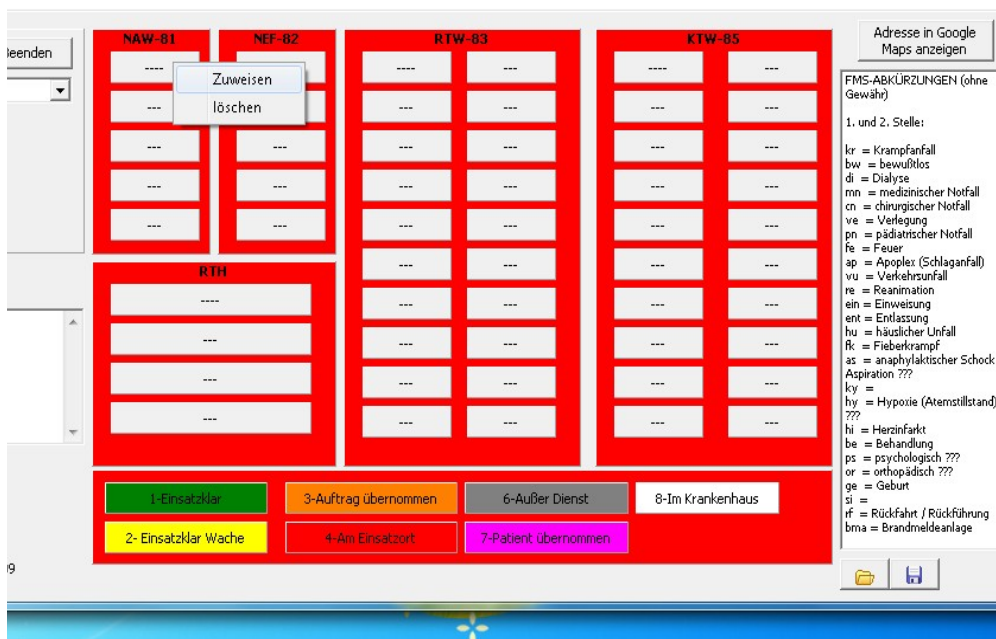 Beenden
NAW-81
NEF-82
RTW-83
KTW-85
Adresse in Google
Maps anzeigen
Zuweisen
löschen
---- ---- --- ---- ---
--- --- --- --- ---
--- --- --- --- --- ---
--- --- --- --- --- ---
--- --- --- --- --- ---
RTH
--- --- --- ---
---- --- --- --- ---
--- --- --- --- ---
--- --- --- --- ---
--- --- --- --- ---
1-Einsatzklar
3-Auftrag übernommen
6-Außer Dienst
8-Im Krankenhaus
2- Einsatzklar Wache
4-Am Einsatzort
7-Patient übernommen
FMS-ABKÜRZUNGEN (ohne
Gewähr)
1. und 2. Stelle:
kr = Krampfanfall
bw = bewußtlos
di = Dialyse
mn = medizinischer Notfall
cn = chirurgischer Notfall
ve = Verlegung
pn = pädiatrischer Notfall
fe = Feuer
ap = Apoplex (Schlaganfall)
vu = Verkehrsunfall
re = Reanimation
ein = Einweisung
ent = Entlassung
hu = häuslicher Unfall
fk = Fieberkrampf
as = anaphylaktischer Schock
Aspiration ???
ky =
hy = Hypoxie (Atemstillstand)
???
hi = Herzinfarkt
be = Behandlung
ps = psychologisch ???
or = orthopädisch ???
ge = Geburt
si =
rf = Rückfahrt / Rückführung
bma = Brandmeldeanlage